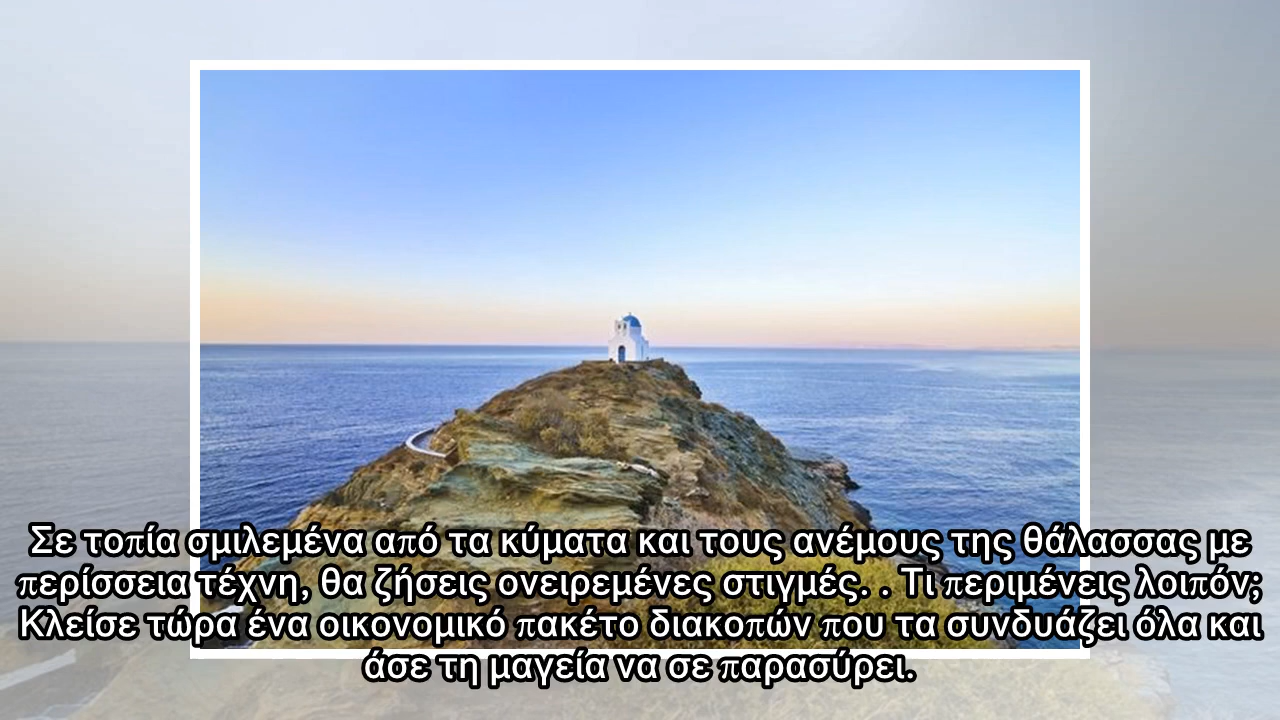 Σε τοπία σμιλεμένα από τα κύματα και τους ανέμους της θάλασσας με
περίσσεια τέχνη, θα ζήσεις ονειρεμένες στιγμές. . Τι περιμένεις λοιπόν;
Κλείσε τώρα ένα οικονομικό πακέτο διακοπών που τα συνδυάζει όλα και
άσε τη μαγεία να σε παρασύρει.